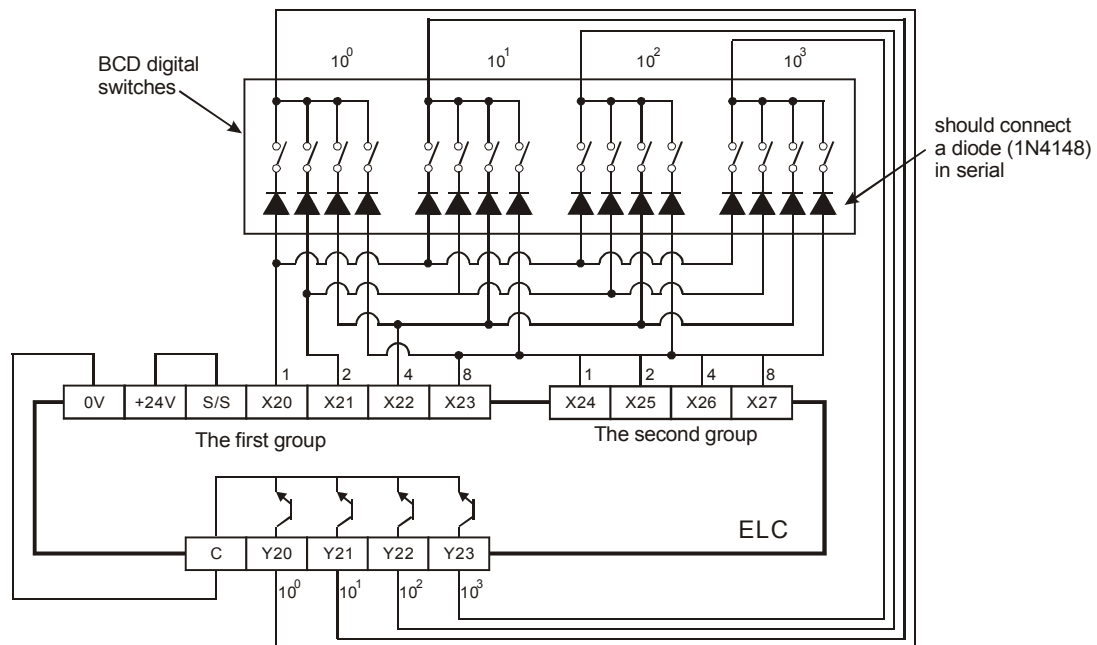 10⁰ 10¹ 10² 10³
BCD digital
switches
should connect
a diode (1N4148)
in serial
1 2 4 8 1 2 4 8
0V +24V S/S X20 X21 X22 X23 X24 X25 X26 X27
The first group The second group
ELC
C Y20 Y21 Y22 Y23
10⁰ 10¹ 10² 10³